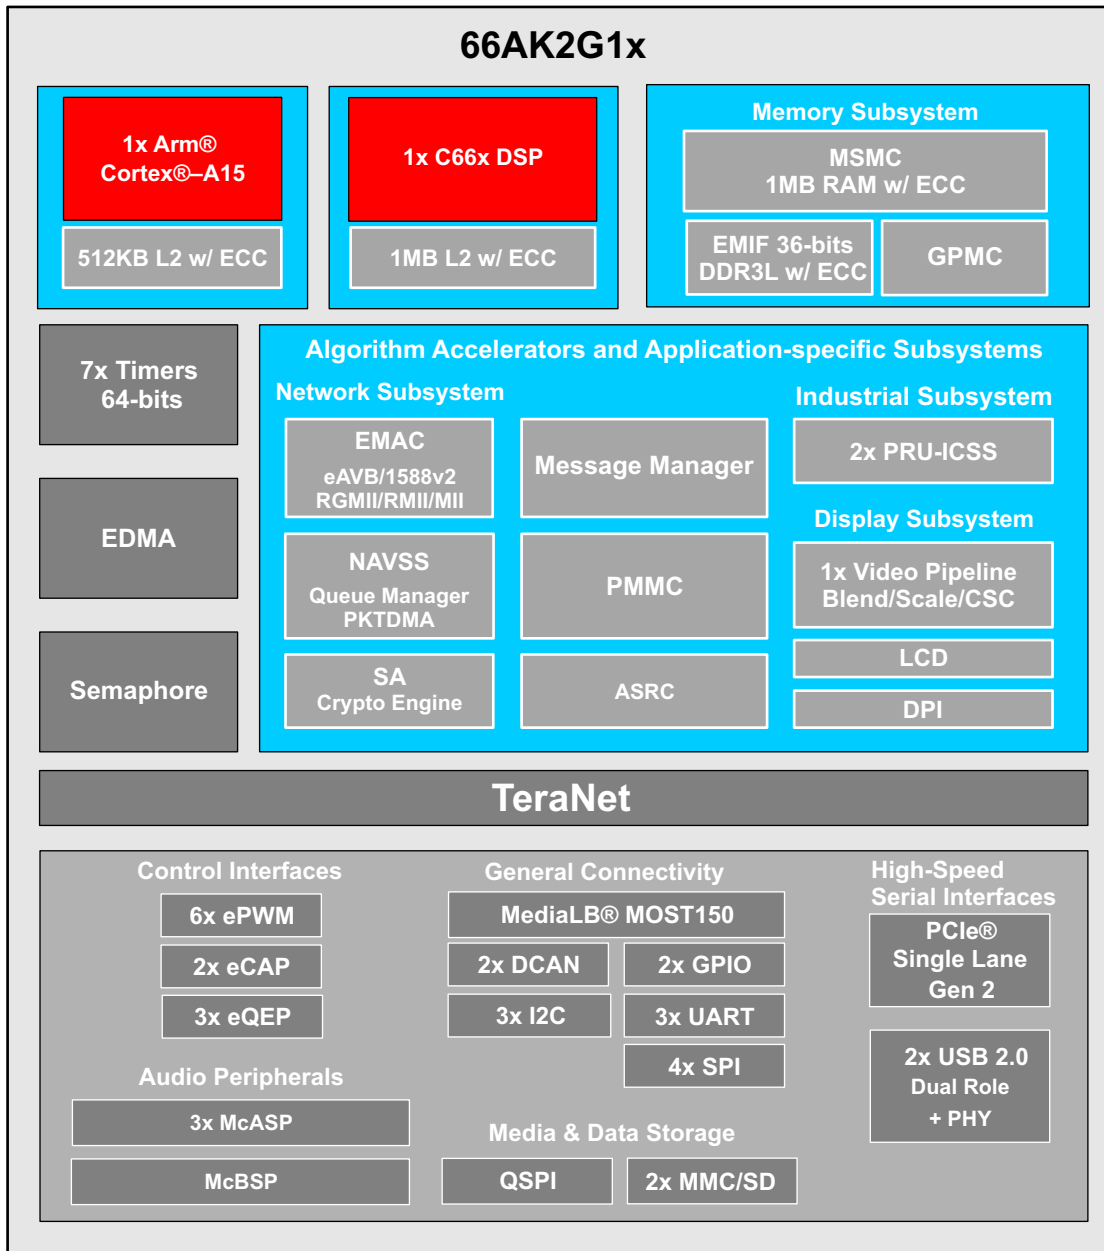 66AK2G1x
1x Arm®
Cortex®–A15
512KB L2 w/ ECC
1x C66x DSP
1MB L2 w/ ECC
Memory Subsystem
MSMC
1MB RAM w/ ECC
EMIF 36-bits
DDR3L w/ ECC
GPMC
7x Timers
64-bits
EDMA
Semaphore
Algorithm Accelerators and Application-specific Subsystems
Network Subsystem
EMAC
eAVB/1588v2
RGMII/RMII/MII
NAVSS
Queue Manager
PKTDMA
SA
Crypto Engine
Message Manager
PMMC
ASRC
Industrial Subsystem
2x PRU-ICSS
Display Subsystem
1x Video Pipeline
Blend/Scale/CSC
LCD
DPI
TeraNet
Control Interfaces
6x ePWM
2x eCAP
3x eQEP
Audio Peripherals
3x McASP
McBSP
General Connectivity
MediaLB® MOST150
2x DCAN
2x GPIO
3x I2C
3x UART
4x SPI
Media & Data Storage
QSPI
2x MMC/SD
High-Speed
Serial Interfaces
PCIe®
Single Lane
Gen 2
2x USB 2.0
Dual Role
+ PHY